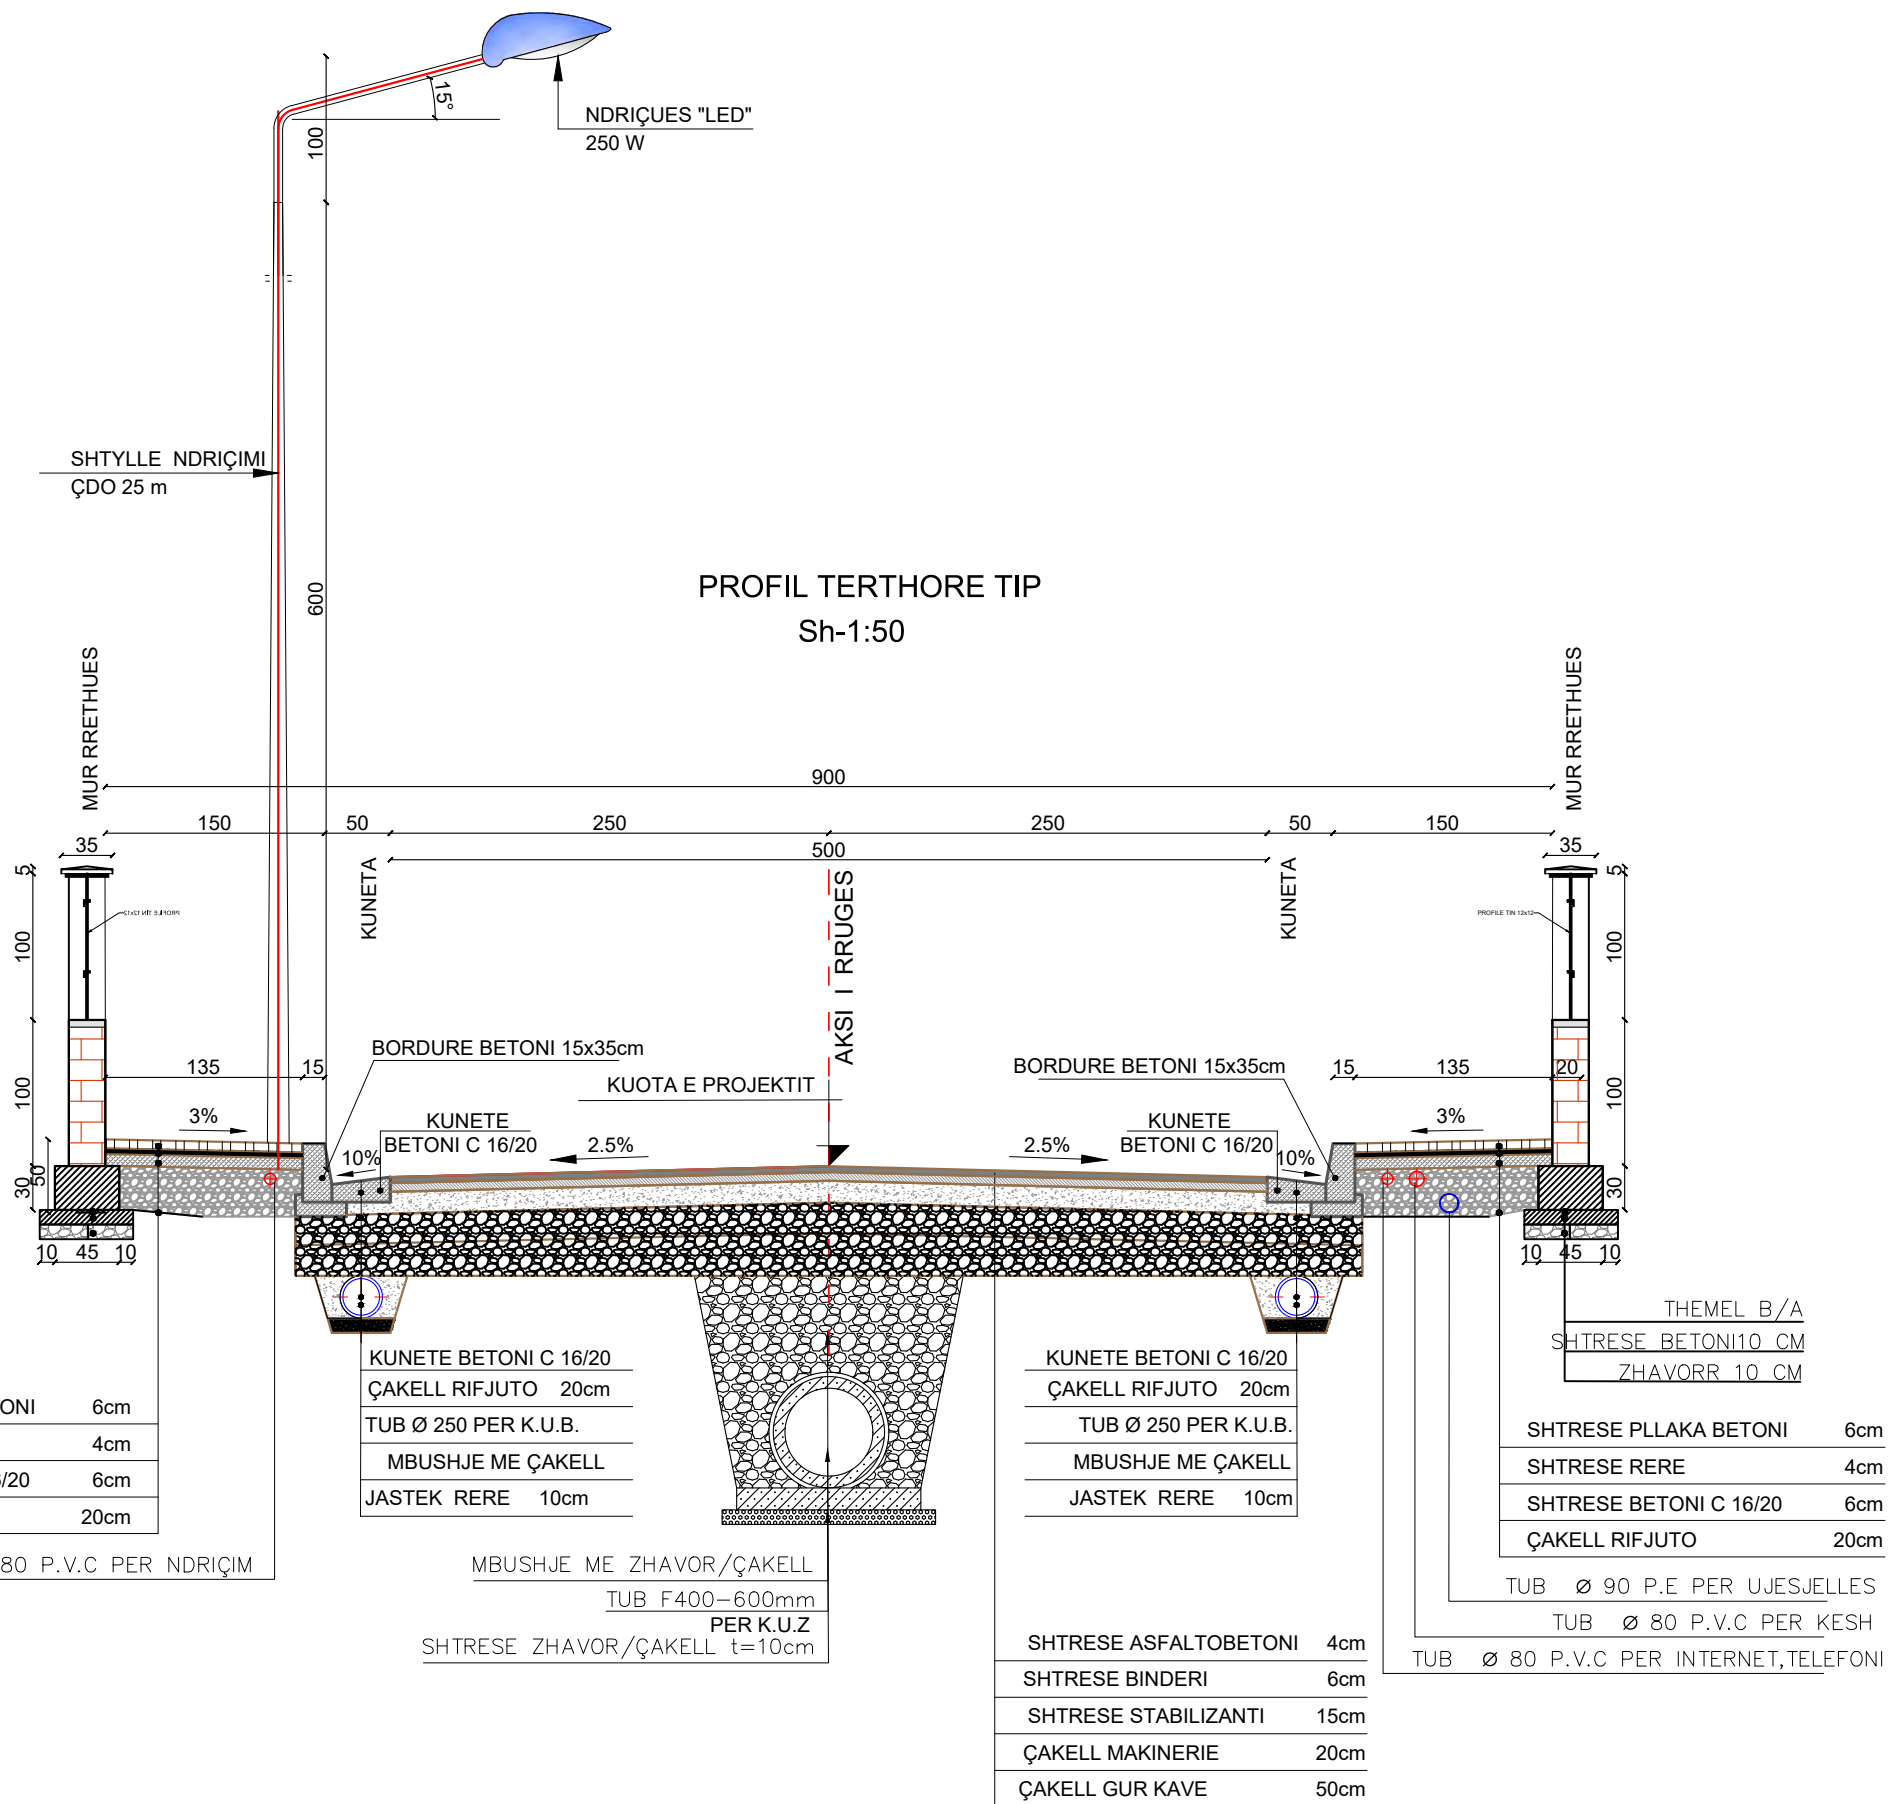 15°
100
NDRIÇUES "LED"
250 W
SHTYLLE NDRIÇIMI
ÇDO 25 m
600
PROFIL TERTHORE TIP
Sh-1:50
MUR RRETHUES
MUR RRETHUES
900
150
50
250
250
50
150
500
35
35
5
5
KUNETA
KUNETA
AKSI I RRUGES
PROFILE TIN 12x12
PROFILE TIN 12x12
100
100
BORDURE BETONI 15x35cm
BORDURE BETONI 15x35cm
135
15
15
135
20
KUOTA E PROJEKTIT
100
100
3%
3%
KUNETE
BETONI C 16/20
KUNETE
BETONI C 16/20
2.5%
2.5%
10%
10%
50
30
30
10 45 10
10 45 10
THEMEL B/A
SHTRESE BETONI10 CM
ZHAVORR 10 CM
KUNETE BETONI C 16/20
ÇAKELL RIFJUTO 20cm
TUB Ø 250 PER K.U.B.
MBUSHJE ME ÇAKELL
JASTEK RERE 10cm
KUNETE BETONI C 16/20
ÇAKELL RIFJUTO 20cm
TUB Ø 250 PER K.U.B.
MBUSHJE ME ÇAKELL
JASTEK RERE 10cm
ONI 6cm
4cm
/20 6cm
20cm
80 P.V.C PER NDRIÇIM
SHTRESE PLLAKA BETONI 6cm
SHTRESE RERE 4cm
SHTRESE BETONI C 16/20 6cm
ÇAKELL RIFJUTO 20cm
TUB Ø 90 P.E PER UJESJELLES
TUB Ø 80 P.V.C PER KESH
TUB Ø 80 P.V.C PER INTERNET,TELEFONI
MBUSHJE ME ZHAVOR/ÇAKELL
TUB F400-600mm
PER K.U.Z
SHTRESE ZHAVOR/ÇAKELL t=10cm
SHTRESE ASFALTOBETONI 4cm
SHTRESE BINDERI 6cm
SHTRESE STABILIZANTI 15cm
ÇAKELL MAKINERIE 20cm
ÇAKELL GUR KAVE 50cm